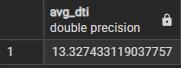 avg_dti
double precision
1
13.327433119037757